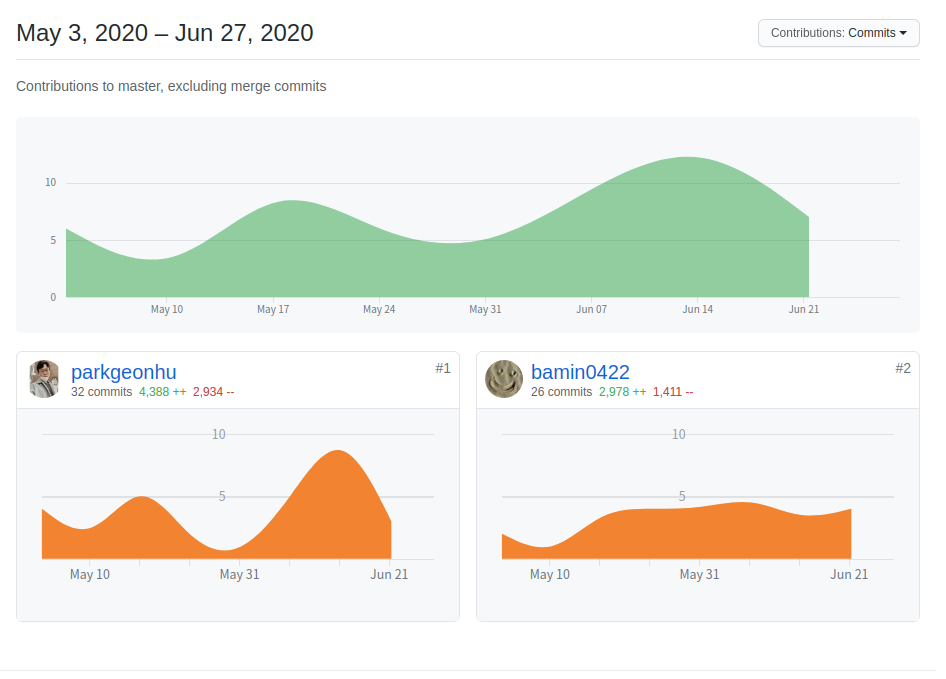 May 3, 2020 – Jun 27, 2020
Contributions: Commits
Contributions to master, excluding merge commits
10
5
0
May 10 May 17 May 24 May 31 Jun 07 Jun 14 Jun 21
parkgeonhu #1
32 commits 4,388 ++ 2,934 --
10
5
May 10 May 31 Jun 21
bamin0422 #2
26 commits 2,978 ++ 1,411 --
10
5
May 10 May 31 Jun 21